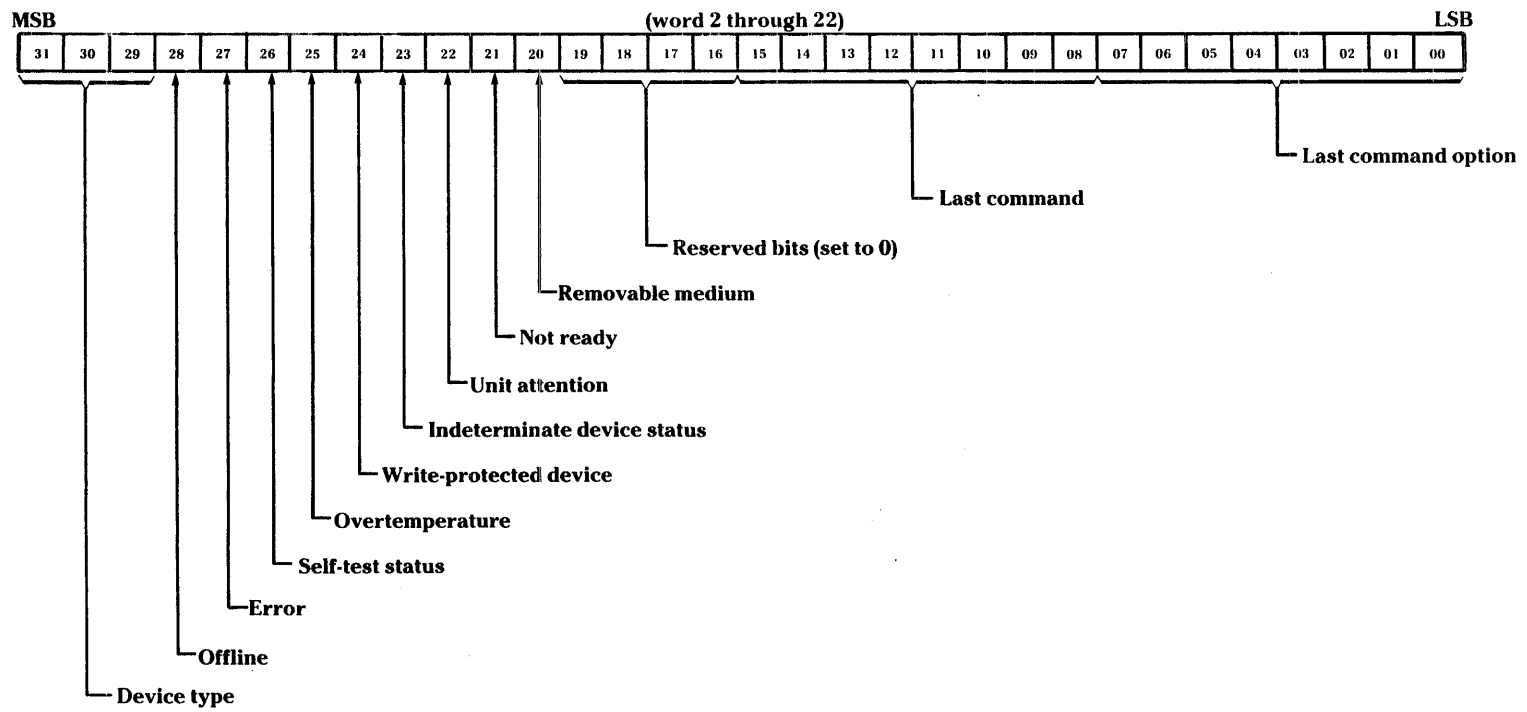 MSB (word 2 through 22) LSB
31 30 29 28 27 26 25 24 23 22 21 20 19 18 17 16 15 14 13 12 11 10 09 08 07 06 05 04 03 02 01 00
Last command option
Last command
Reserved bits (set to 0)
Removable medium
Not ready
Unit attention
Indeterminate device status
Write-protected device
Overtemperature
Self-test status
Error
Offline
Device type